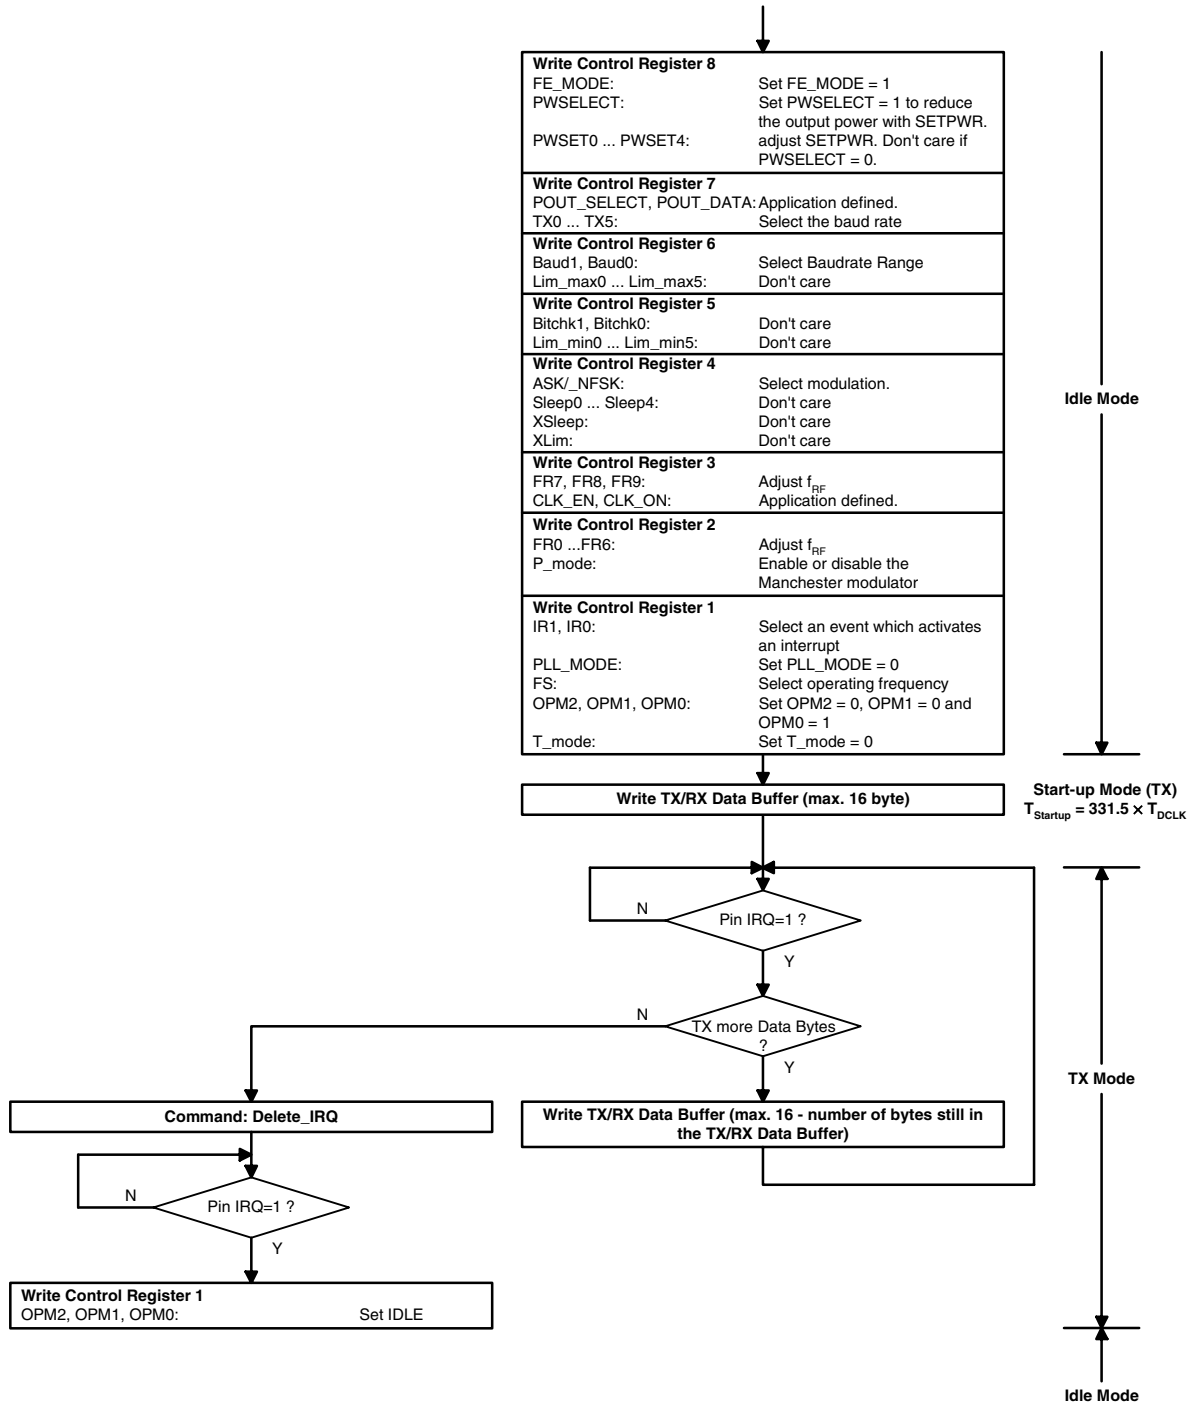 Write Control Register 8
FE_MODE: Set FE_MODE = 1
PWSELECT: Set PWSELECT = 1 to reduce
the output power with SETPWR.
PWSET0 ... PWSET4: adjust SETPWR. Don't care if
PWSELECT = 0.
Write Control Register 7
POUT_SELECT, POUT_DATA: Application defined.
TX0 ... TX5: Select the baud rate
Write Control Register 6
Baud1, Baud0: Select Baudrate Range
Lim_max0 ... Lim_max5: Don't care
Write Control Register 5
Bitchk1, Bitchk0: Don't care
Lim_min0 ... Lim_min5: Don't care
Write Control Register 4
ASK/_NFSK: Select modulation.
Sleep0 ... Sleep4: Don't care
XSleep: Don't care
XLim: Don't care
Write Control Register 3
FR7, FR8, FR9: Adjust fRF
CLK_EN, CLK_ON: Application defined.
Write Control Register 2
FR0 ...FR6: Adjust fRF
P_mode: Enable or disable the
Manchester modulator
Write Control Register 1
IR1, IR0: Select an event which activates
an interrupt
PLL_MODE: Set PLL_MODE = 0
FS: Select operating frequency
OPM2, OPM1, OPM0: Set OPM2 = 0, OPM1 = 0 and
OPM0 = 1
T_mode: Set T_mode = 0
Idle Mode
Write TX/RX Data Buffer (max. 16 byte)
Start-up Mode (TX)
TStartup = 331.5 × TDCLK
N
Pin IRQ=1 ?
Y
N
TX more Data Bytes
?
Y
TX Mode
Command: Delete_IRQ
Write TX/RX Data Buffer (max. 16 - number of bytes still in
the TX/RX Data Buffer)
N
Pin IRQ=1 ?
Y
Write Control Register 1
OPM2, OPM1, OPM0: Set IDLE
Idle Mode